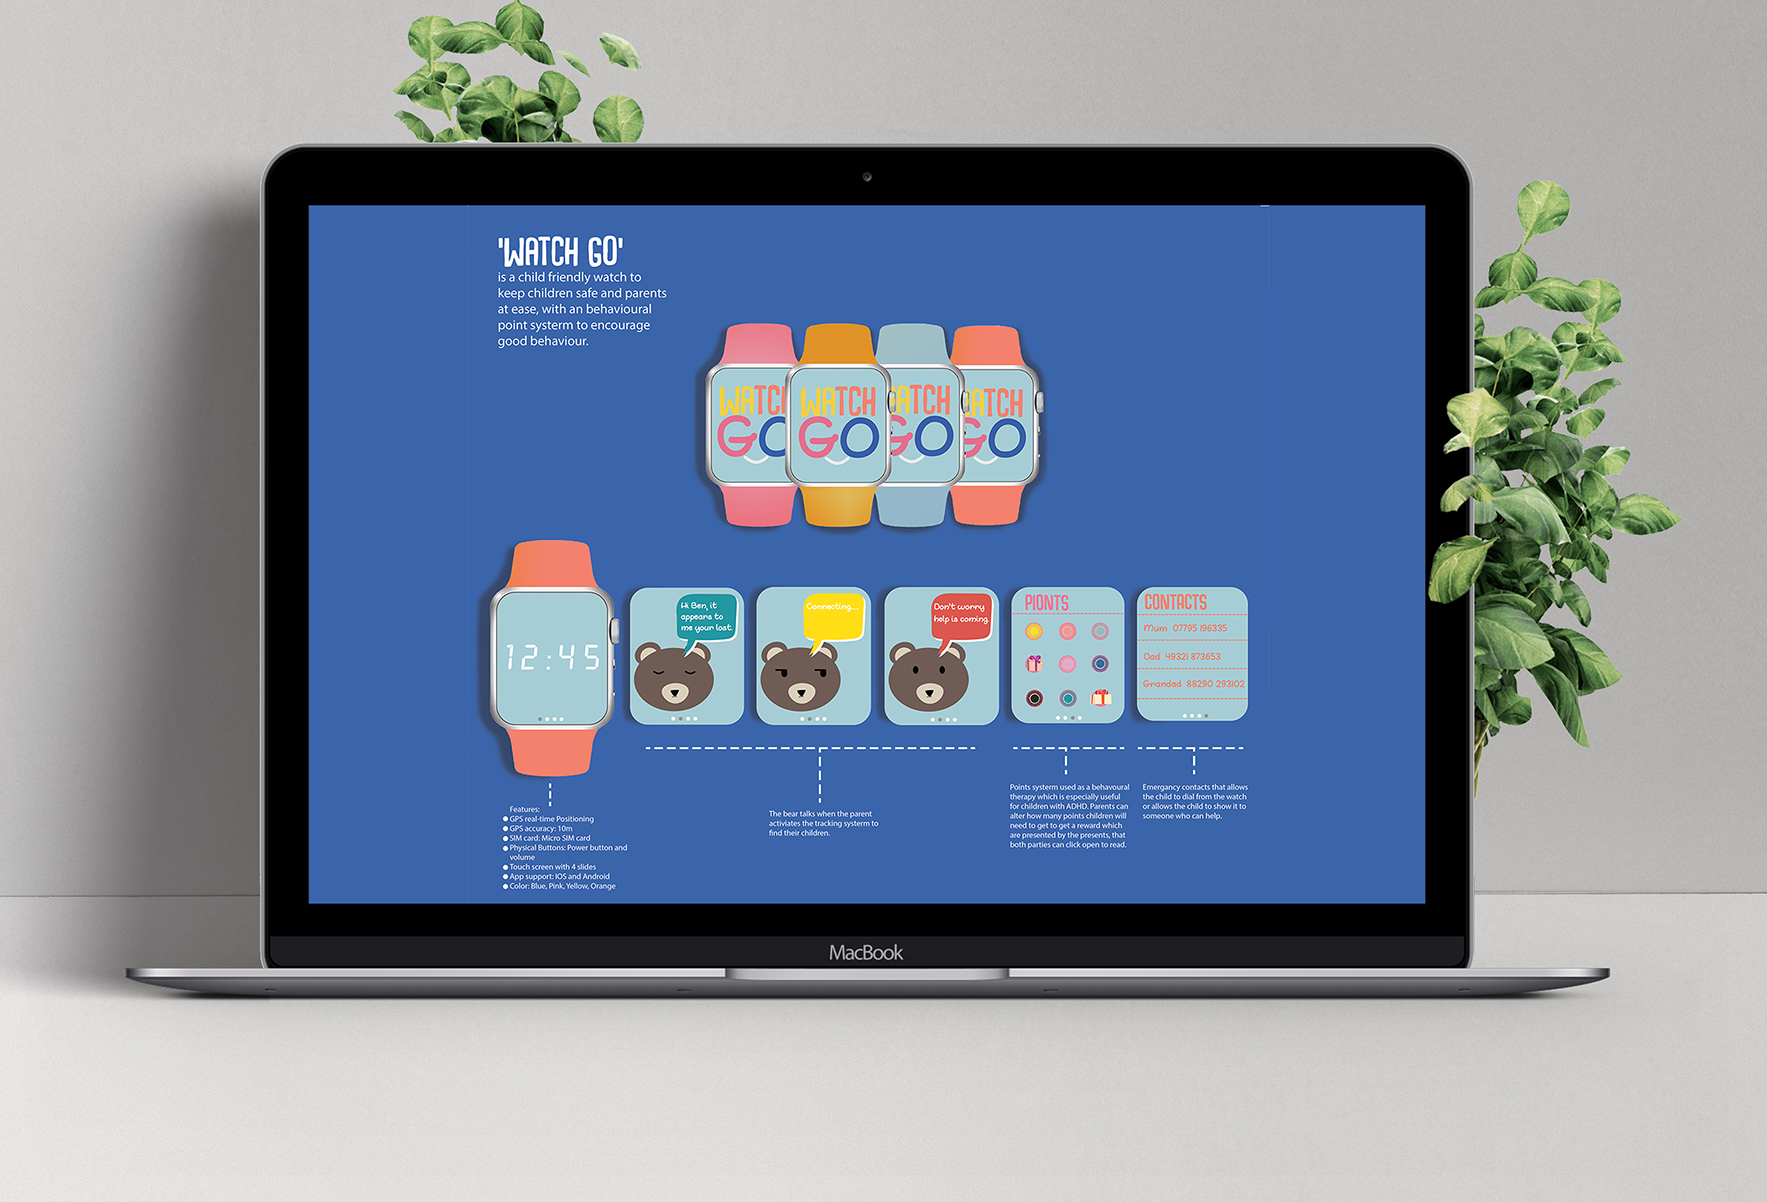 'WATCH GO'
is a child friendly watch to
keep children safe and parents
at ease, with an behavioural
point systerm to encourage
good behaviour.
WATCH
GO
WATCH
GO
WATCH
GO
WATCH
GO
12:45
Hi Ben, it
appears to
me your lost.
Connecting...
Don't worry
help is coming.
PIONTS
CONTACTS
Mum 07795 196335
Dad 49321 873653
Grandad 88290 293102
Features:
GPS real-time Positioning
GPS accuracy: 10m
SIM card: Micro SIM card
Physical Buttons: Power button and
volume
Touch screen with 4 slides
App support: IOS and Android
Color: Blue, Pink, Yellow, Orange
The bear talks when the parent
activiates the tracking systerm to
find their children.
Points systerm used as a behavoural
therapy which is especially useful
for children with ADHD. Parents can
alter how many points children will
need to get to get a reward which
are presented by the presents, that
both parties can click open to read.
Emergancy contacts that allows
the child to dial from the watch
or allows the child to show it to
someone who can help.
MacBook